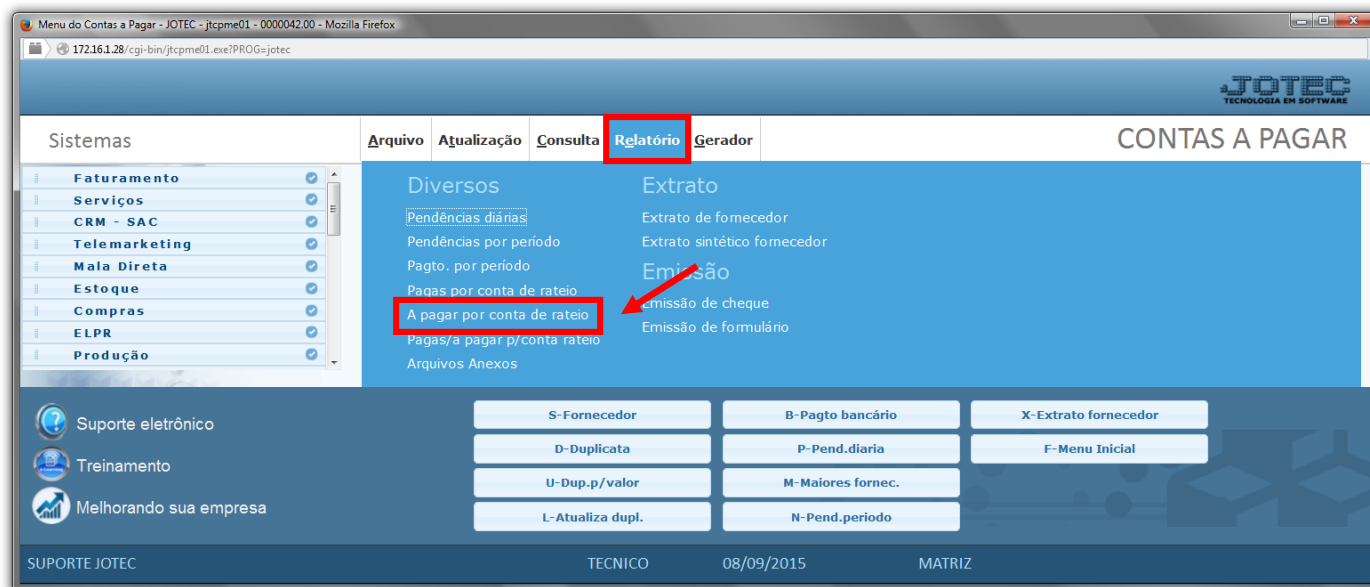 Menu do Contas a Pagar - JOTEC - jtcpme01 - 0000042.00 - Mozilla Firefox
172.16.1.28/cgi-bin/jtcpme01.exe?PROG=jotec
JOTEC
TECNOLOGIA EM SOFTWARE
Sistemas
Arquivo Atualização Consulta Relatório Gerador
CONTAS A PAGAR
Faturamento
Serviços
CRM - SAC
Telemarketing
Mala Direta
Estoque
Compras
ELPR
Produção
Diversos
Pendências diárias
Pendências por período
Pagto. por período
Pagas por conta de rateio
A pagar por conta de rateio
Pagas/a pagar p/conta rateio
Arquivos Anexos
Extrato
Extrato de fornecedor
Extrato sintético fornecedor
Emissão
Emissão de cheque
Emissão de formulário
Suporte eletrônico
Treinamento
Melhorando sua empresa
S-Fornecedor B-Pagto bancário X-Extrato fornecedor
D-Duplicata P-Pend.diaria F-Menu Inicial
U-Dup.p/valor M-Maiores fornec.
L-Atualiza dupl. N-Pend.periodo
SUPORTE JOTEC TECNICO 08/09/2015 MATRIZ